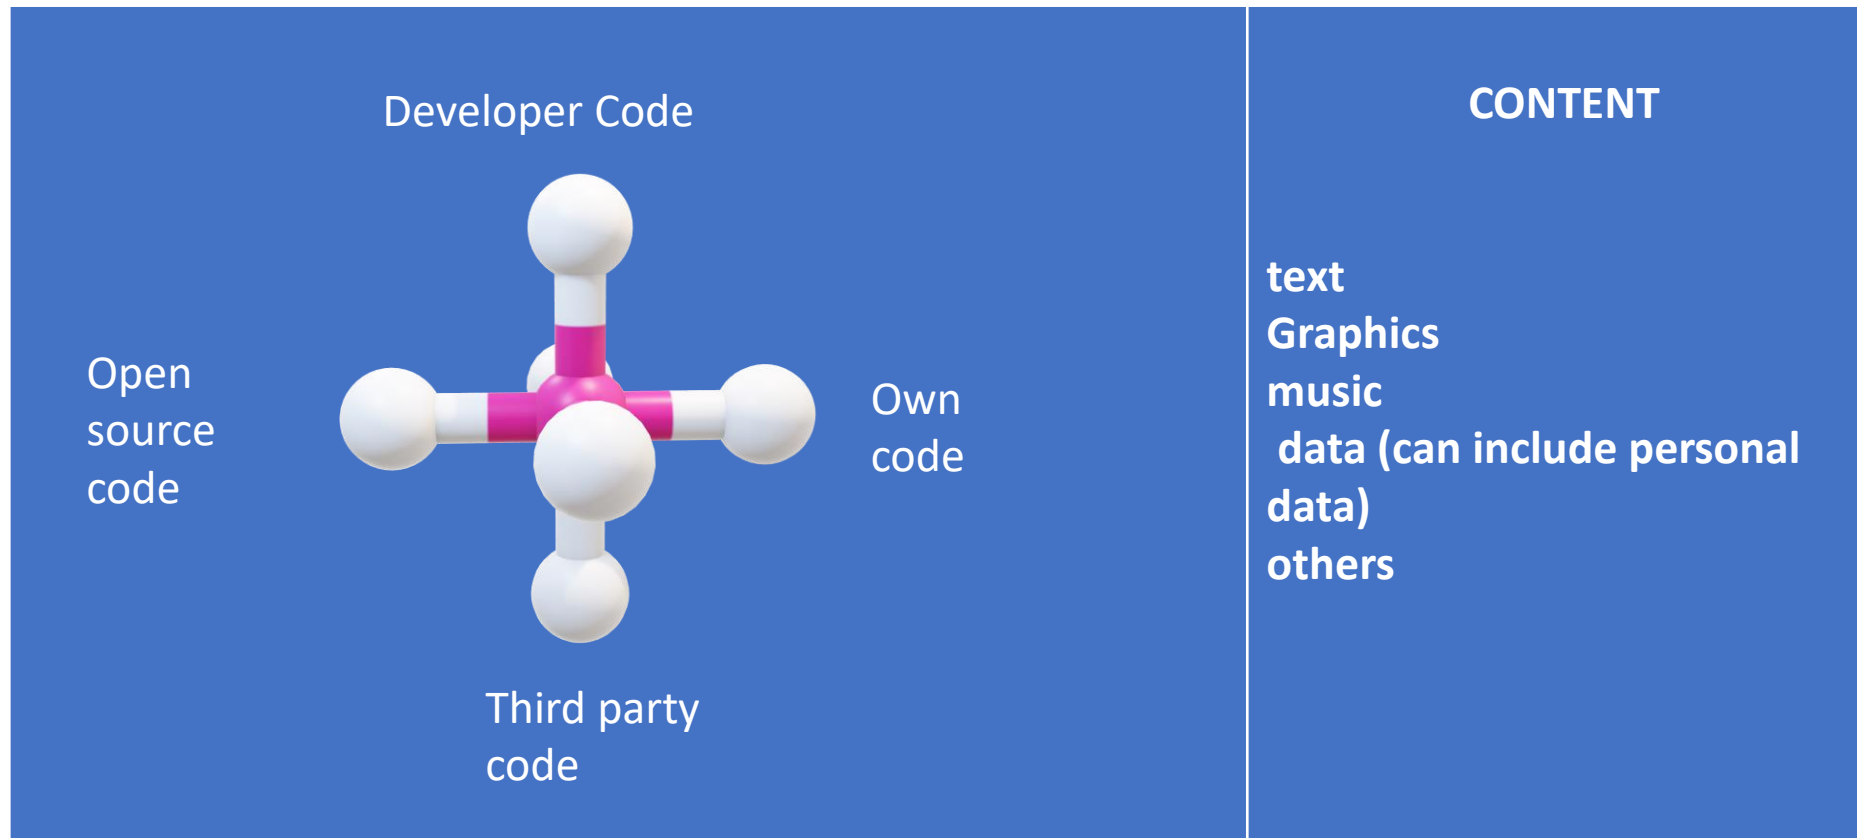 Developer Code
Open
source
code
Own
code
Third party
code
CONTENT
text
Graphics
music
data (can include personal
data)
others